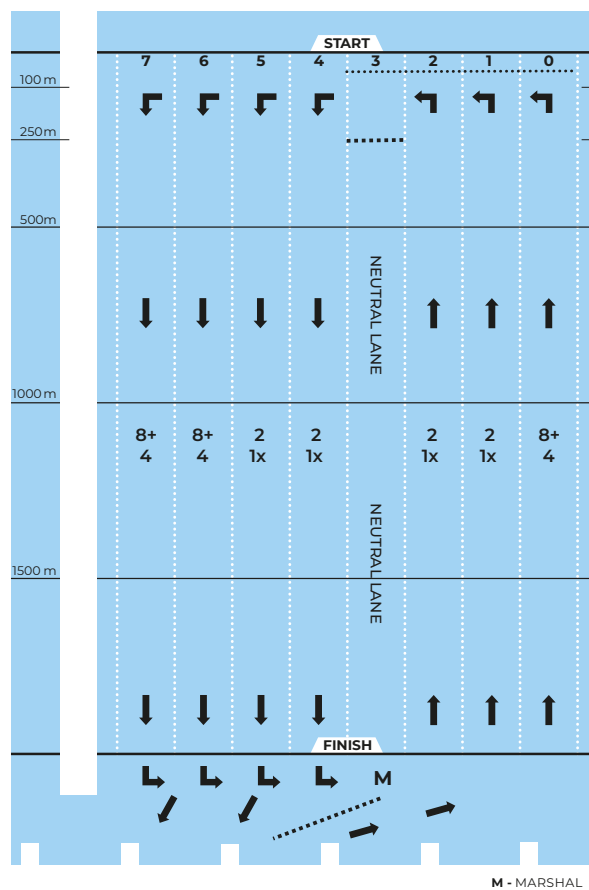 START
7 6 5 4 3 2 1 0
100 m
250m
500m
NEUTRAL LANE
1000 m
8+ 8+ 2 2 2 2 8+
4 4 1x 1x 1x 1x 4
NEUTRAL LANE
1500 m
FINISH
M
M - MARSHAL